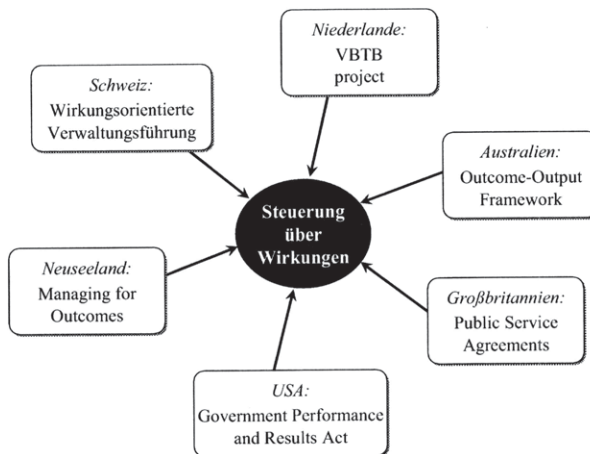 Niederlande:
VBTB
project
Schweiz:
Wirkungsorientierte
Verwaltungsführung
Australien:
Outcome-Output
Framework
Steuerung
über
Wirkungen
Neuseeland:
Managing for
Outcomes
Großbritannien:
Public Service
Agreements
USA:
Government Performance
and Results Act